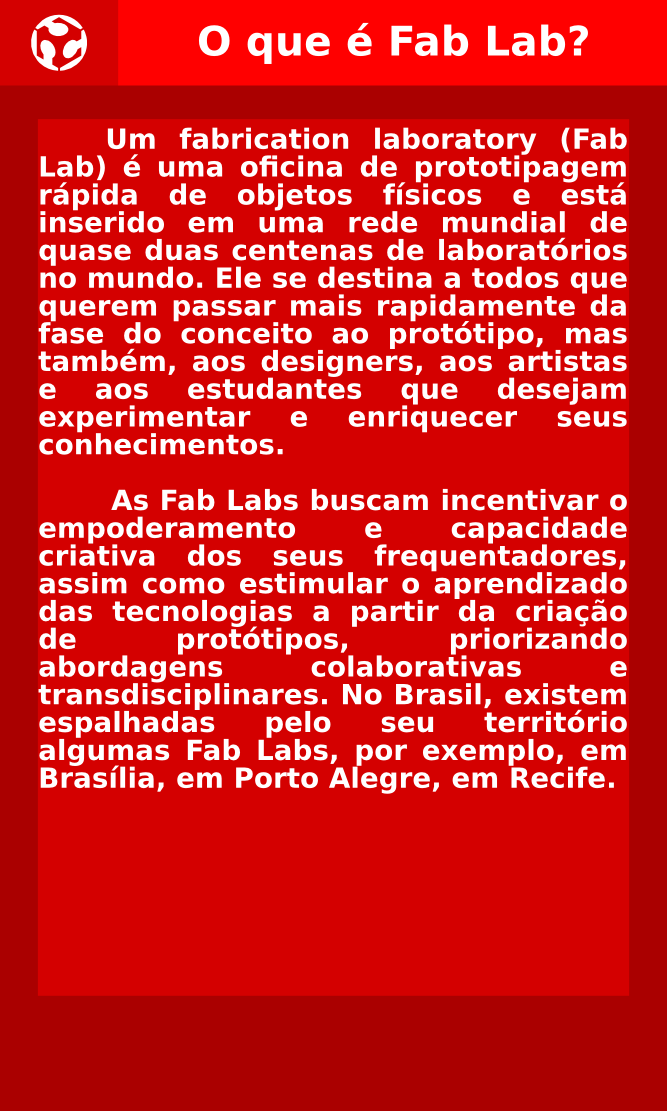 O que é Fab Lab?
Um fabrication laboratory (Fab
Lab) é uma oficina de prototipagem
rápida de objetos físicos e está
inserido em uma rede mundial de
quase duas centenas de laboratórios
no mundo. Ele se destina a todos que
querem passar mais rapidamente da
fase do conceito ao protótipo, mas
também, aos designers, aos artistas
e aos estudantes que desejam
experimentar e enriquecer seus
conhecimentos.
As Fab Labs buscam incentivar o
empoderamento e capacidade
criativa dos seus frequentadores,
assim como estimular o aprendizado
das tecnologias a partir da criação
de protótipos, priorizando
abordagens colaborativas e
transdisciplinares. No Brasil, existem
espalhadas pelo seu território
algumas Fab Labs, por exemplo, em
Brasília, em Porto Alegre, em Recife.